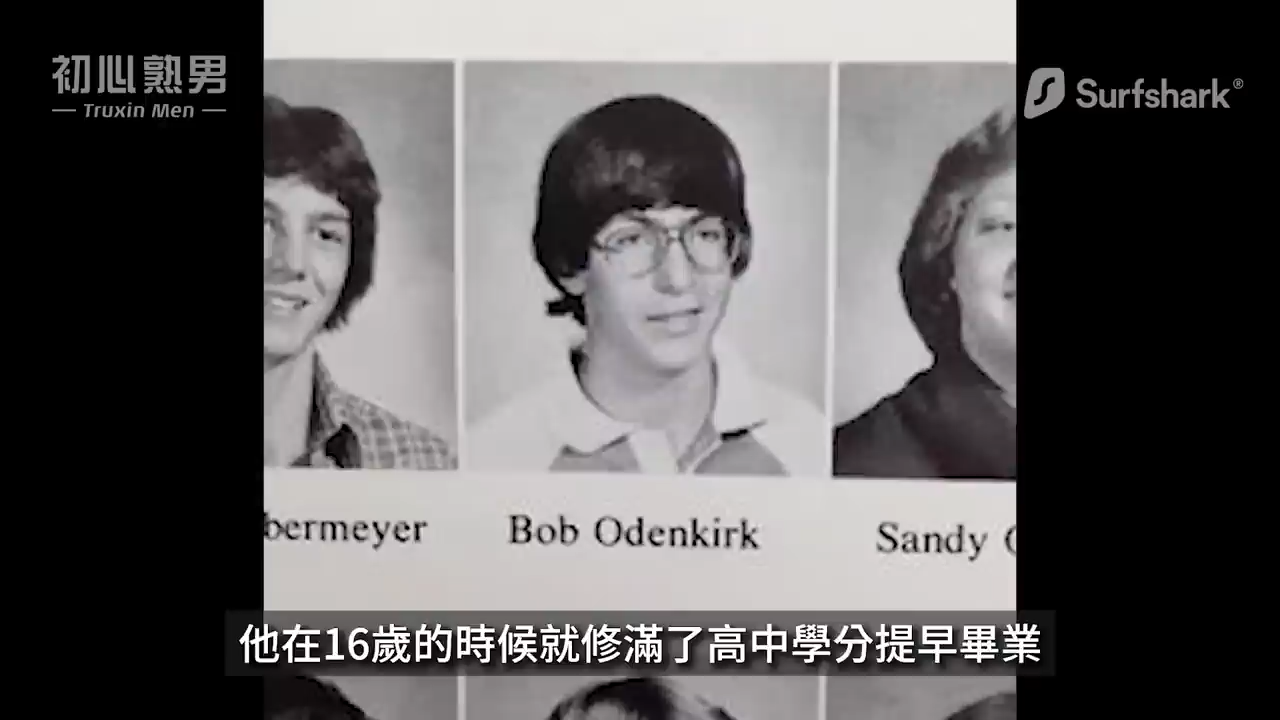 初心熟男
Truxin Men
Surfshark®
bermeyer
Bob Odenkirk
Sandy
他在16歲的時候就修滿了高中學分提早畢業